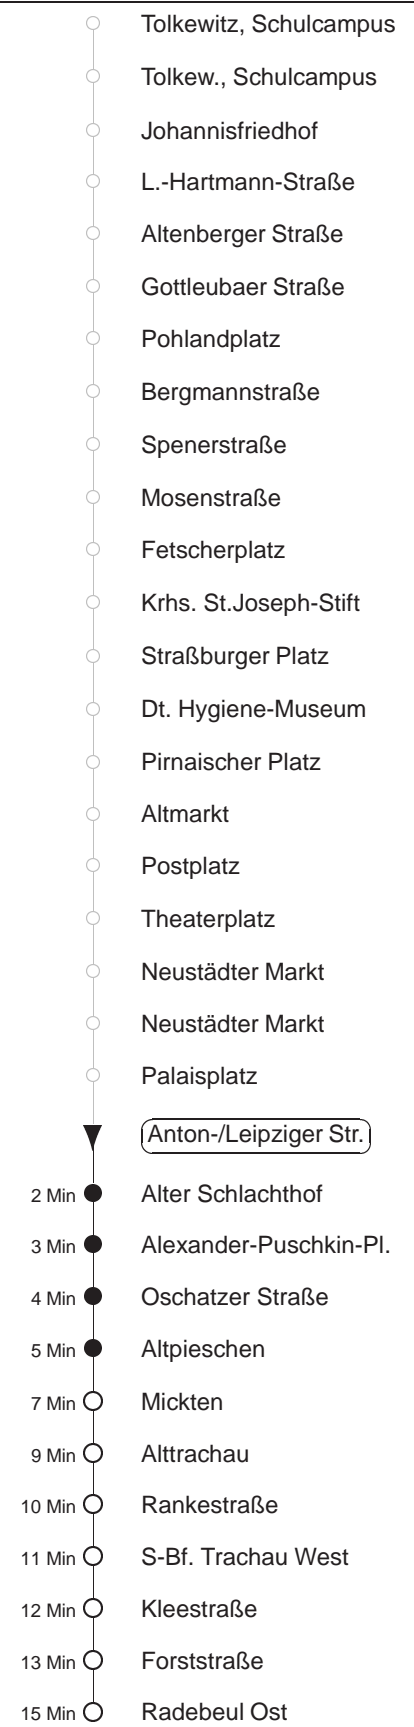 Tolkewitz, Schulcampus
Tolkew., Schulcampus
Johannisfriedhof
L.-Hartmann-Straße
Altenberger Straße
Gottleubaer Straße
Pohlandplatz
Bergmannstraße
Spenerstraße
Mosenstraße
Fetscherplatz
Krhs. St.Joseph-Stift
Straßburger Platz
Dt. Hygiene-Museum
Pirnaischer Platz
Altmarkt
Postplatz
Theaterplatz
Neustädter Markt
Neustädter Markt
Palaisplatz
Anton-/Leipziger Str.
2 Min Alter Schlachthof
3 Min Alexander-Puschkin-Pl.
4 Min Oschatzer Straße
5 Min Altpieschen
7 Min Mickten
9 Min Alttrachau
10 Min Rankestraße
11 Min S-Bf. Trachau West
12 Min Kleestraße
13 Min Forststraße
15 Min Radebeul Ost